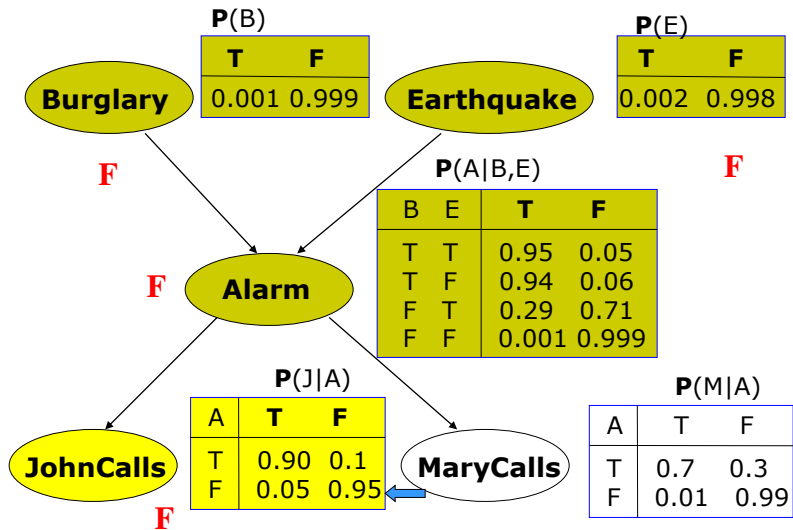 P(B)
T F
0.001 0.999
Burglary
P(E)
T F
0.002 0.998
Earthquake
F
F
P(A|B,E)
B E T F
T T 0.95 0.05
T F 0.94 0.06
F T 0.29 0.71
F F 0.001 0.999
F
Alarm
P(J|A)
A T F
T 0.90 0.1
F 0.05 0.95
JohnCalls
F
MaryCalls
P(M|A)
A T F
T 0.7 0.3
F 0.01 0.99